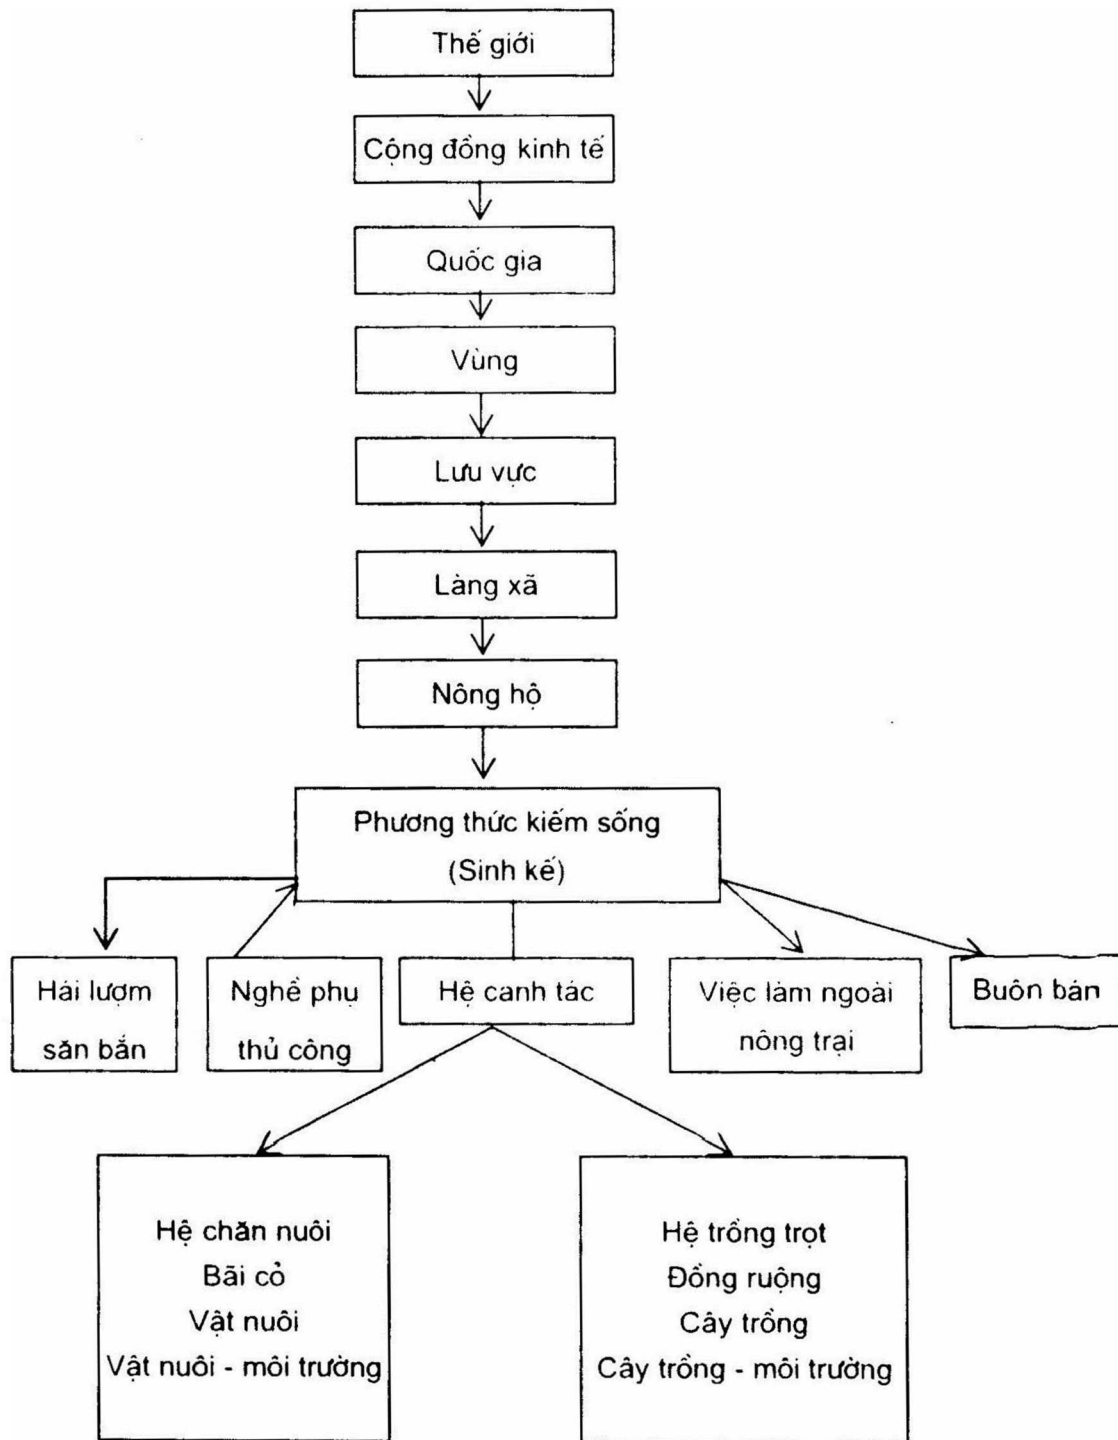 Thế giới
Cộng đồng kinh tế
Quốc gia
Vùng
Lưu vực
Làng xã
Nông hộ
Phương thức kiếm sống
(Sinh kế)
Hái lượm
săn bắn
Nghề phụ
thủ công
Hệ canh tác
Việc làm ngoài
nông trại
Buôn bán
Hệ chăn nuôi
Bãi cỏ
Vật nuôi
Vật nuôi - môi trường
Hệ trồng trọt
Đồng ruộng
Cây trồng
Cây trồng - môi trường